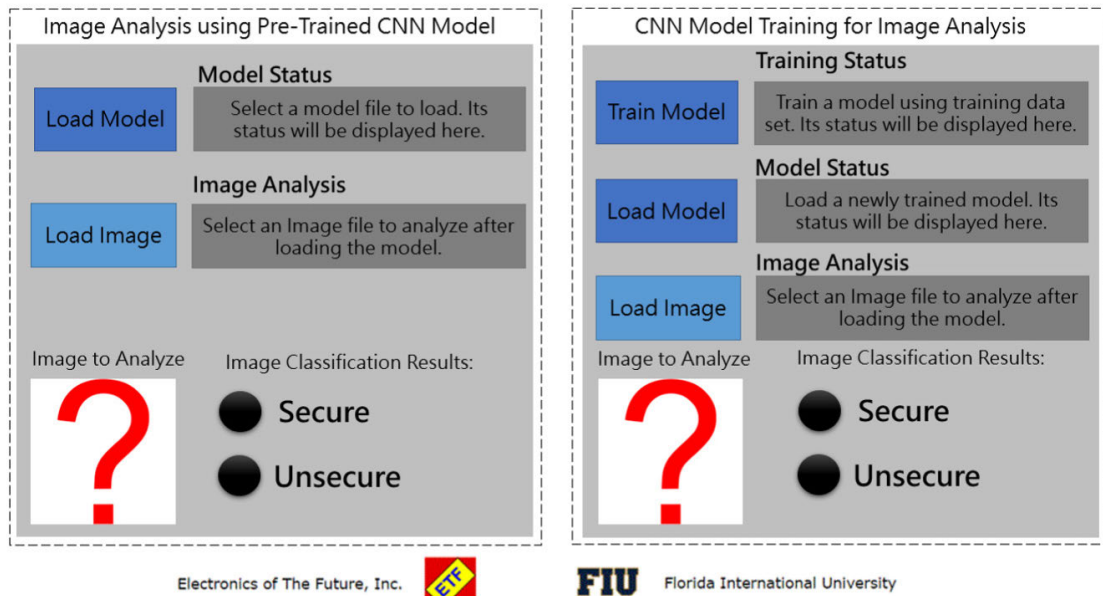 Image Analysis using Pre-Trained CNN Model
Model Status
Load Model
Select a model file to load. Its
status will be displayed here.
Image Analysis
Load Image
Select an Image file to analyze after
loading the model.
Image to Analyze
Image Classification Results:
?
Secure
Unsecure
CNN Model Training for Image Analysis
Training Status
Train Model
Train a model using training data
set. Its status will be displayed here.
Model Status
Load Model
Load a newly trained model. Its
status will be displayed here.
Image Analysis
Load Image
Select an Image file to analyze after
loading the model.
Image to Analyze
Image Classification Results:
?
Secure
Unsecure
Electronics of The Future, Inc.
ETF
FIU
Florida International University